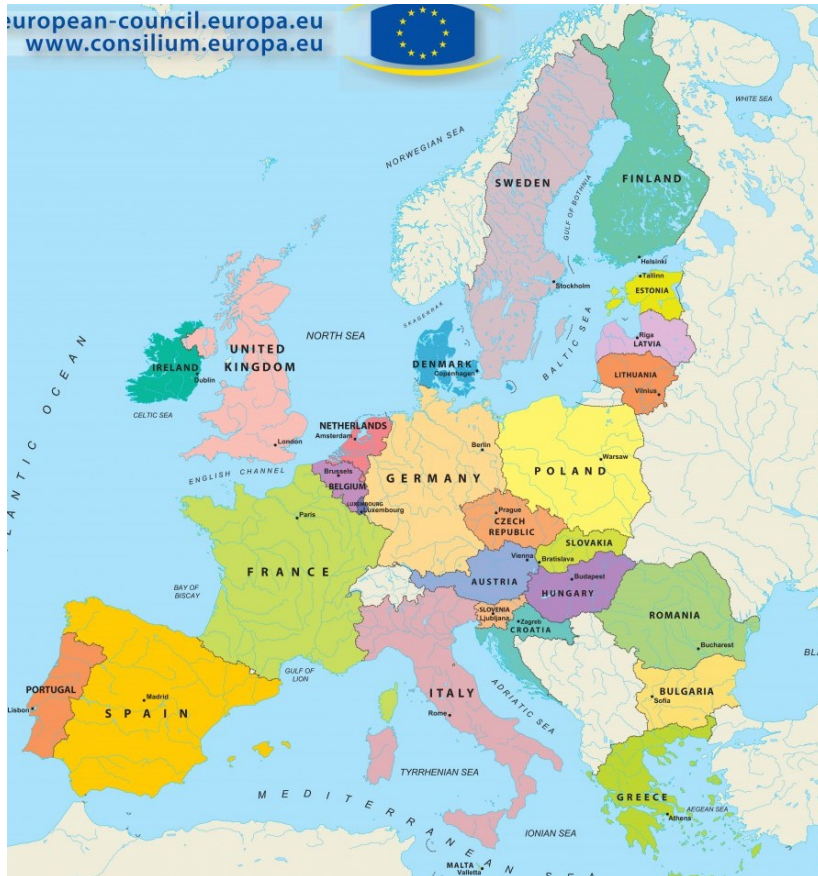 european-council.europa.eu
www.consilium.europa.eu
WHITE SEA
NORWEGIAN SEA
SWEDEN
FINLAND
GULF OF BOTHNIA
Helsinki
Tallinn
Stockholm
ESTONIA
SKAGERRAK
BALTIC SEA
Riga
LATVIA
NORTH SEA
UNITED
KINGDOM
IRELAND
Dublin
DENMARK
Copenhagen
LITHUANIA
Vilnius
CELTIC SEA
ATLANTIC OCEAN
NETHERLANDS
Amsterdam
London
Berlin
Warsaw
ENGLISH CHANNEL
Brussels
BELGIUM
GERMANY
POLAND
LUXEMBOURG
Luxembourg
Paris
Prague
CZECH
REPUBLIC
SLOVAKIA
Vienna
Bratislava
FRANCE
AUSTRIA
Budapest
HUNGARY
BAY OF
BISCAY
SLOVENIA
Ljubljana
Zagreb
CROATIA
ROMANIA
Bucharest
BL
GULF OF
LION
PORTUGAL
Lisbon
Madrid
SPAIN
ITALY
Rome
ADRIATIC SEA
BULGARIA
Sofia
TYRRHENIAN SEA
MEDITERRANEAN SEA
GREECE
AEGEAN SEA
Athens
IONIAN SEA
MALTA
Valletta